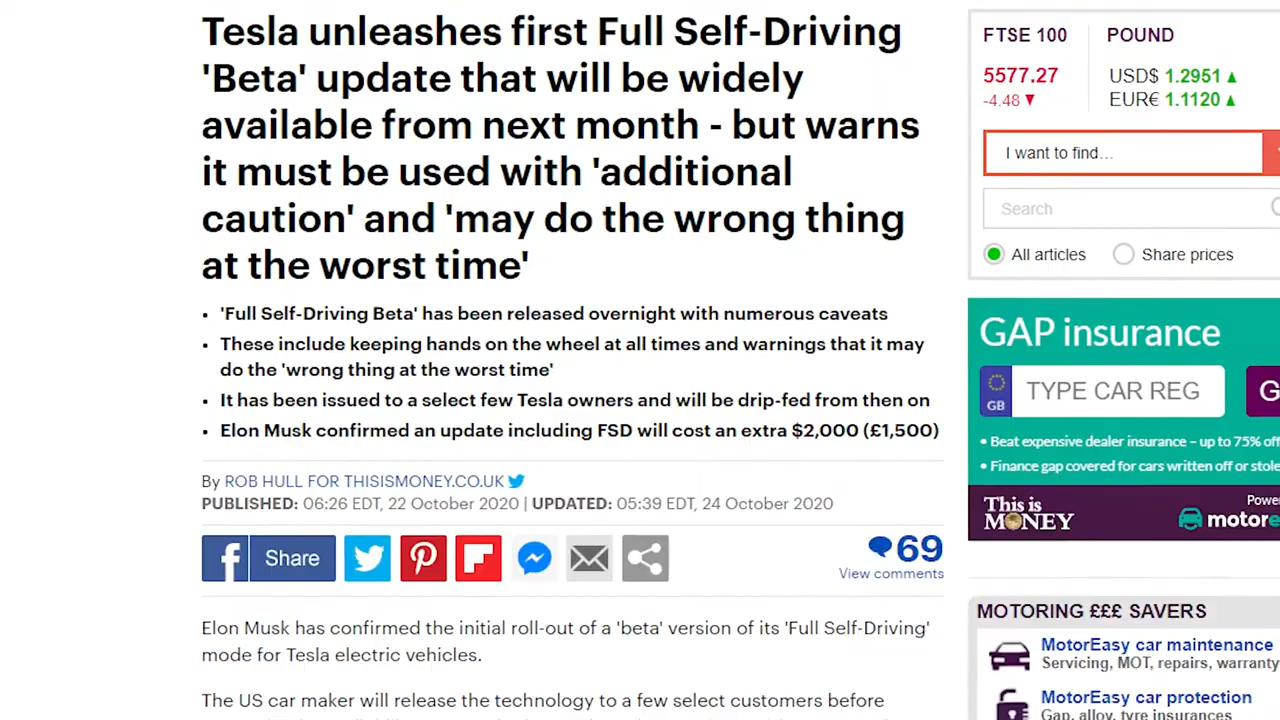 Tesla unleashes first Full Self-Driving
'Beta' update that will be widely
available from next month - but warns
it must be used with 'additional
caution' and 'may do the wrong thing
at the worst time'
• 'Full Self-Driving Beta' has been released overnight with numerous caveats
• These include keeping hands on the wheel at all times and warnings that it may
do the 'wrong thing at the worst time'
• It has been issued to a select few Tesla owners and will be drip-fed from then on
• Elon Musk confirmed an update including FSD will cost an extra $2,000 (£1,500)
By ROB HULL FOR THISISMONEY.CO.UK
PUBLISHED: 06:26 EDT, 22 October 2020 | UPDATED: 05:39 EDT, 24 October 2020
Share
69
View comments
Elon Musk has confirmed the initial roll-out of a 'beta' version of its 'Full Self-Driving'
mode for Tesla electric vehicles.
The US car maker will release the technology to a few select customers before
FTSE 100
5577.27
-4.48
POUND
USD$ 1.2951
EUR€ 1.1120
I want to find...
Search
All articles
Share prices
GAP insurance
GB
TYPE CAR REG
G
• Beat expensive dealer insurance – up to 75% off
• Finance gap covered for cars written off or stole
This is
MONEY
Powe
motore
MOTORING £££ SAVERS
MotorEasy car maintenance
Servicing, MOT, repairs, warranty
MotorEasy car protection
Gap, alloy, tyre insurances